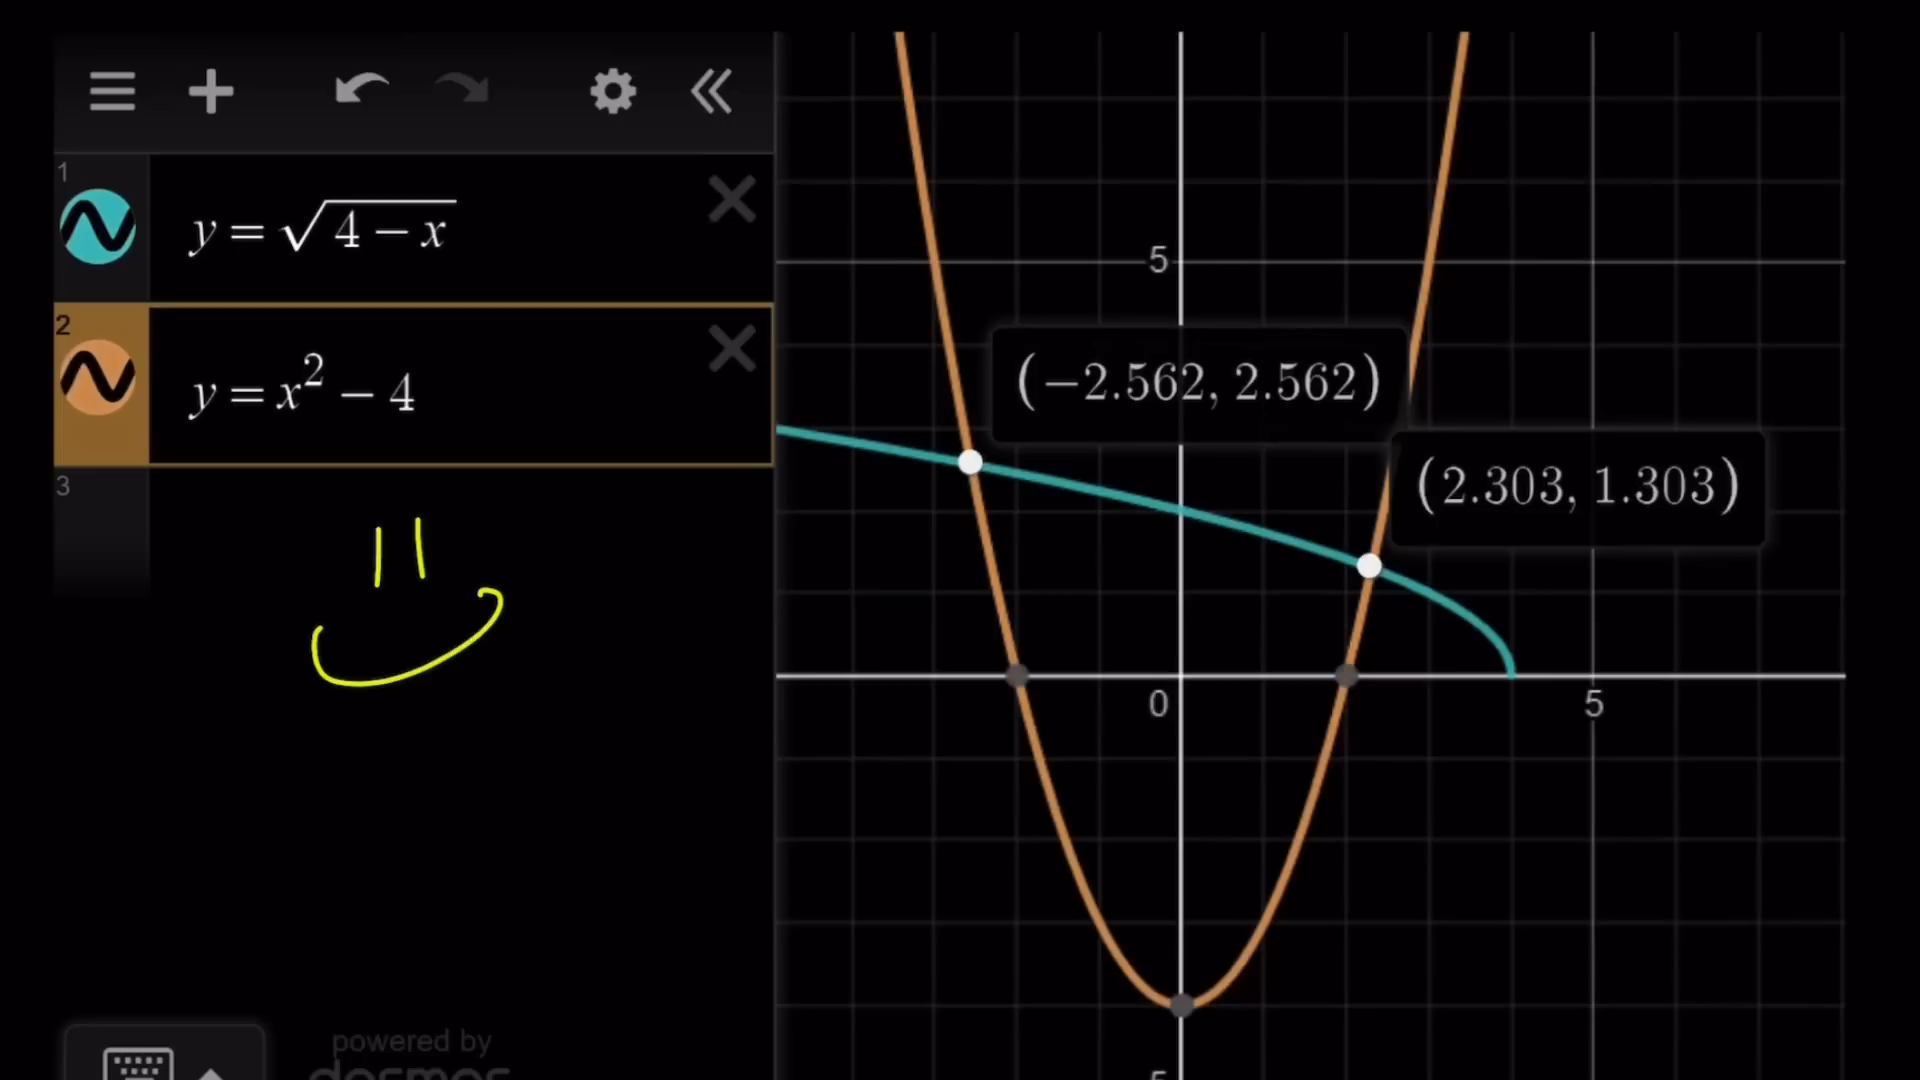 1
y = √4 − x
2
y = x² − 4
3
5
(−2.562, 2.562)
(2.303, 1.303)
0
5
powered by